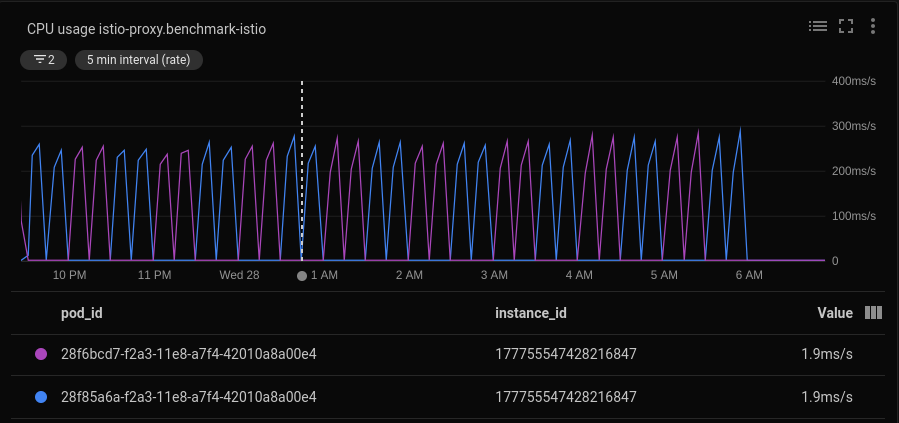 CPU usage istio-proxy.benchmark-istio
2 5 min interval (rate)
400ms/s
300ms/s
200ms/s
100ms/s
0
10 PM 11 PM Wed 28 1 AM 2 AM 3 AM 4 AM 5 AM 6 AM
pod_id instance_id Value
28f6bcd7-f2a3-11e8-a7f4-42010a8a00e4 177755547428216847 1.9ms/s
28f85a6a-f2a3-11e8-a7f4-42010a8a00e4 177755547428216847 1.9ms/s